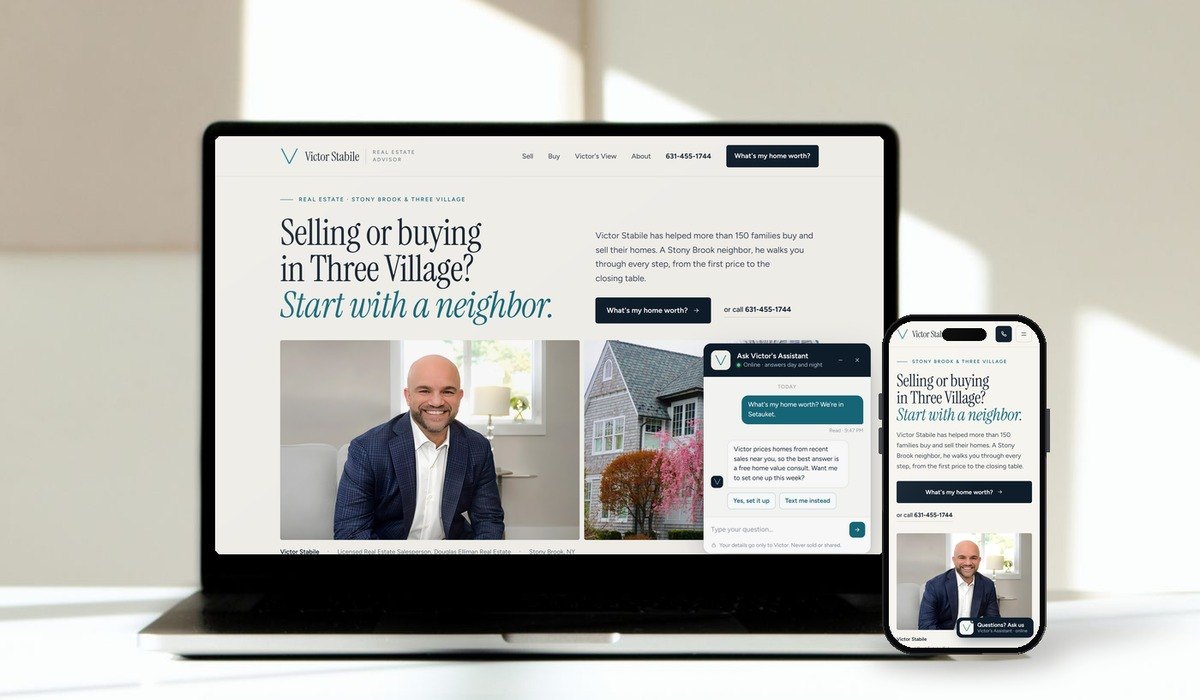 Victor Stabile
REAL ESTATE
ADVISOR
Sell
Buy
Victor's View
About
631-455-1744
What's my home worth?
REAL ESTATE · STONY BROOK & THREE VILLAGE
Selling or buying
in Three Village?
Start with a neighbor.
Victor Stabile has helped more than 150 families buy and
sell their homes. A Stony Brook neighbor, he walks you
through every step, from the first price to the
closing table.
What's my home worth? →
or call 631-455-1744
Ask Victor's Assistant
Online · answers day and night
TODAY
What's my home worth? We're in
Setauket.
Read · 9:47 PM
Victor prices homes from recent
sales near you, so the best answer is
a free home value consult. Want me
to set one up this week?
Yes, set it up
Text me instead
Type your question...
Your details go only to Victor. Never sold or shared.
Victor Stabile · Licensed Real Estate Salesperson, Douglas Elliman Real Estate · Stony Brook, NY
Victor Stab
STONY BROOK & THREE VILLAGE
Selling or buying
in Three Village?
Start with a neighbor.
Victor Stabile has helped more than 150
families buy and sell their homes. A Stony
Brook neighbor, he walks you through every
step, from the first price to the closing table.
What's my home worth? →
or call 631-455-1744
Questions? Ask us
Victor's Assistant · online
Victor Stabile